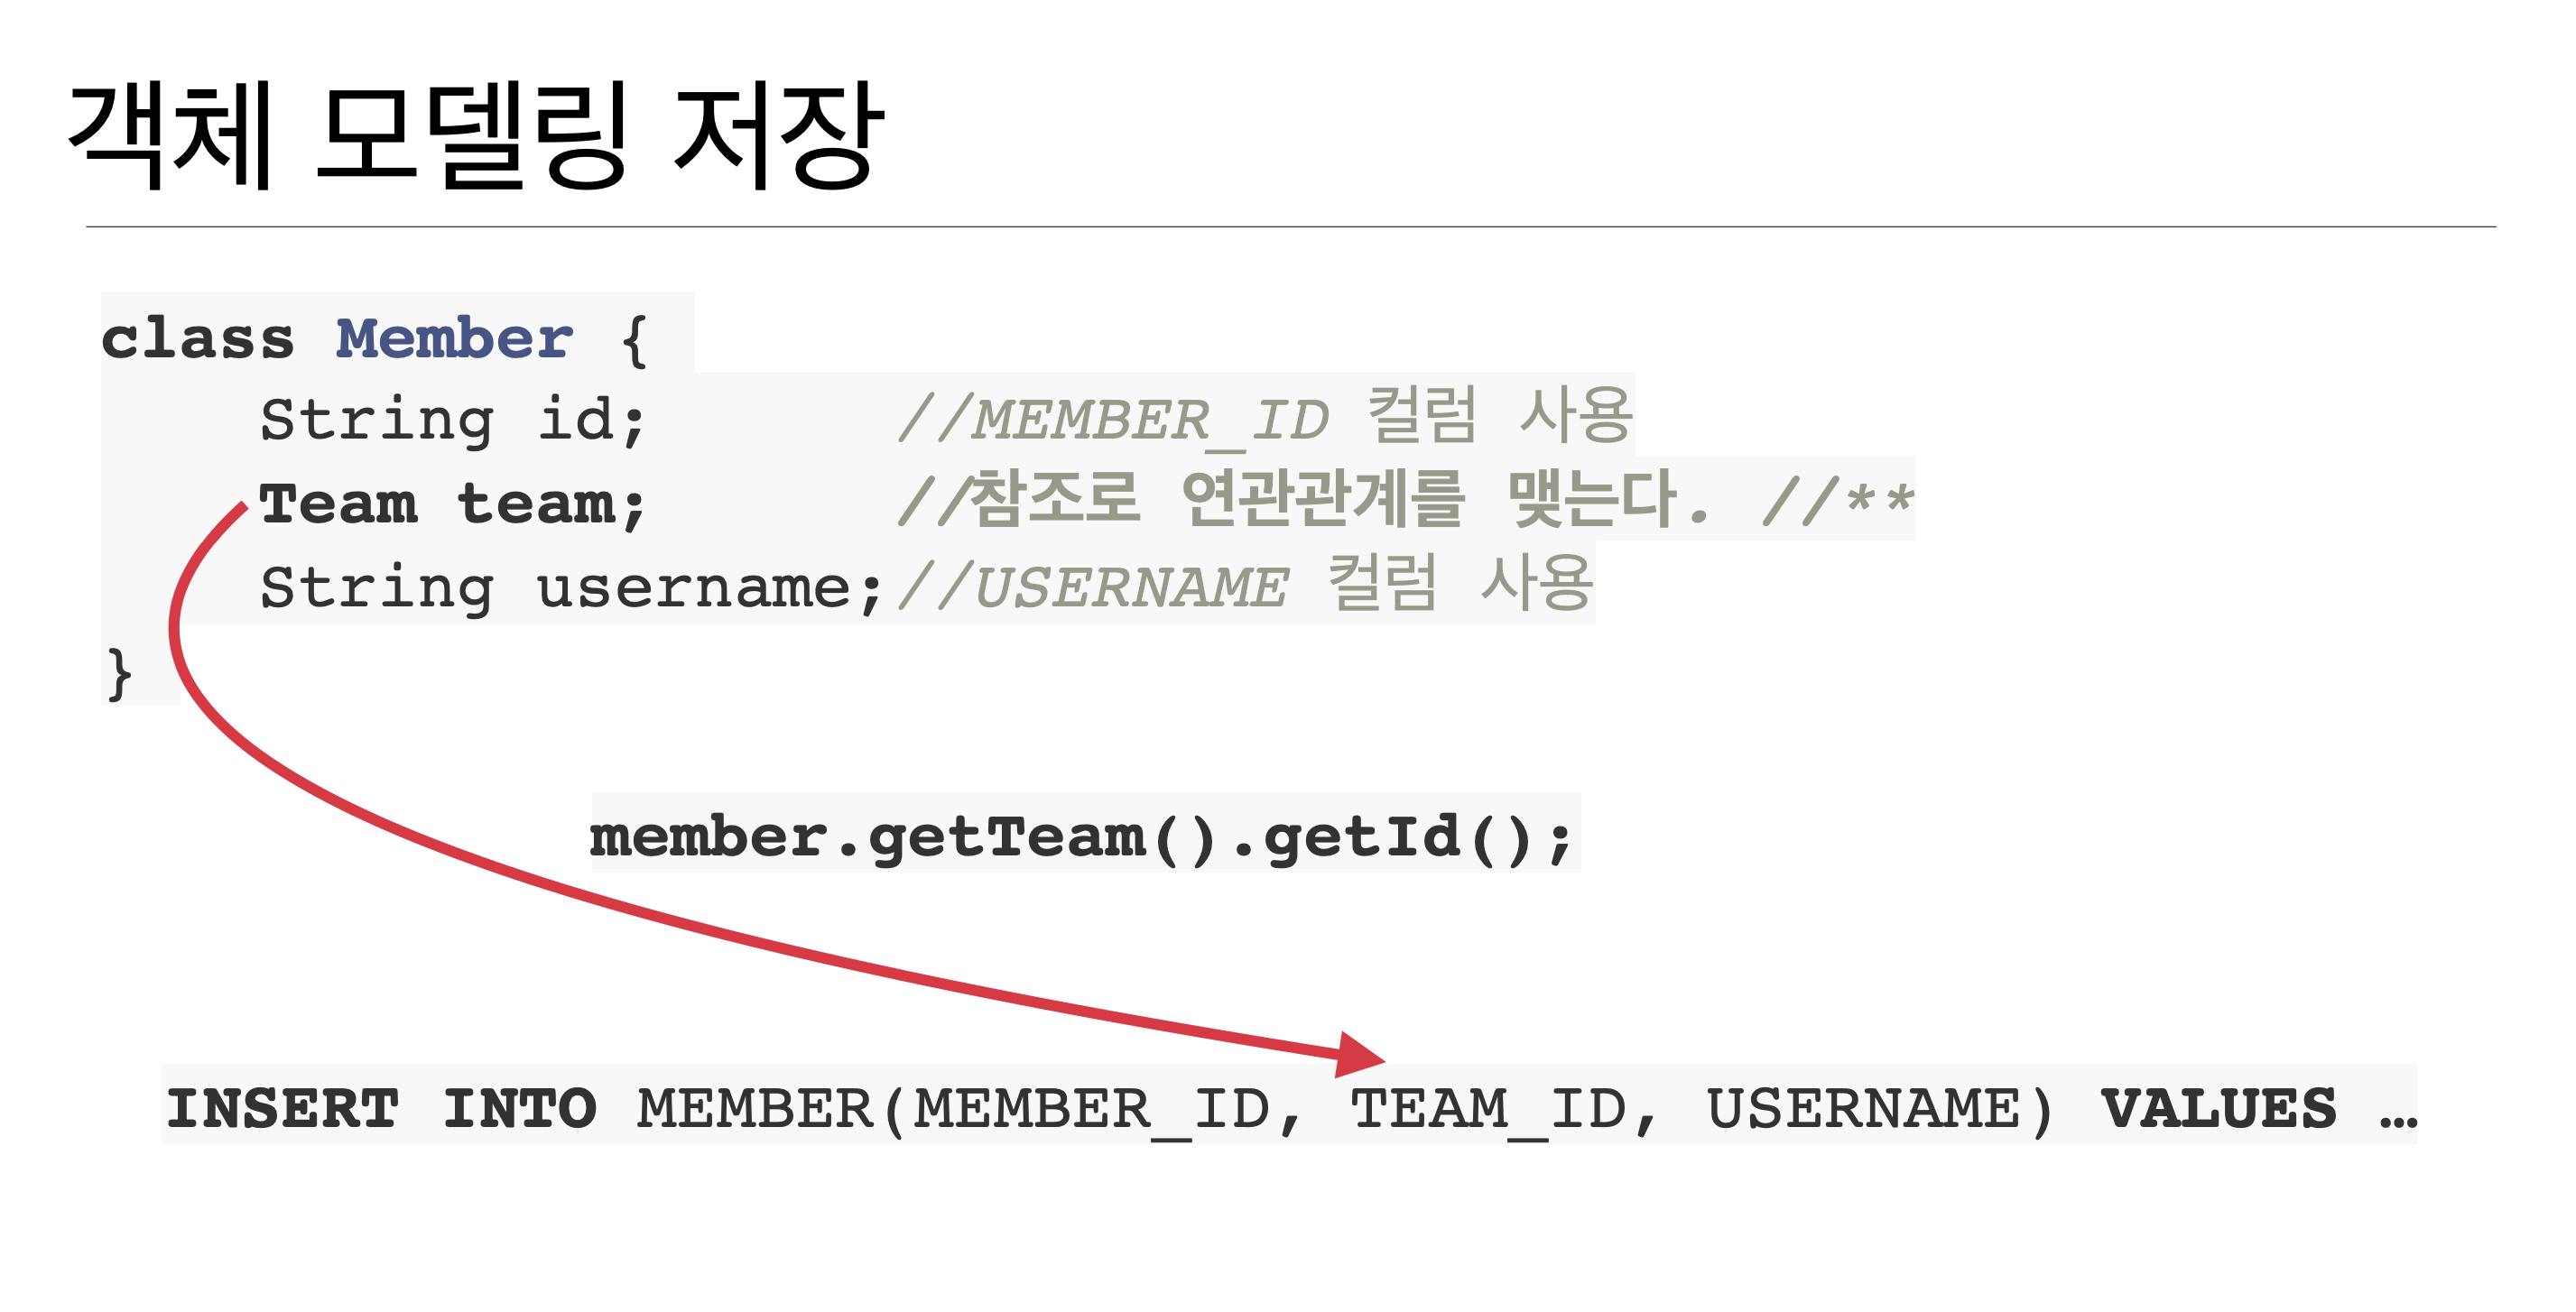 객체 모델링 저장
class Member {
    String id;      //MEMBER_ID 컬럼 사용
    Team team;      //참조로 연관관계를 맺는다. //**
    String username;//USERNAME 컬럼 사용
}
member.getTeam().getId();
INSERT INTO MEMBER(MEMBER_ID, TEAM_ID, USERNAME) VALUES …